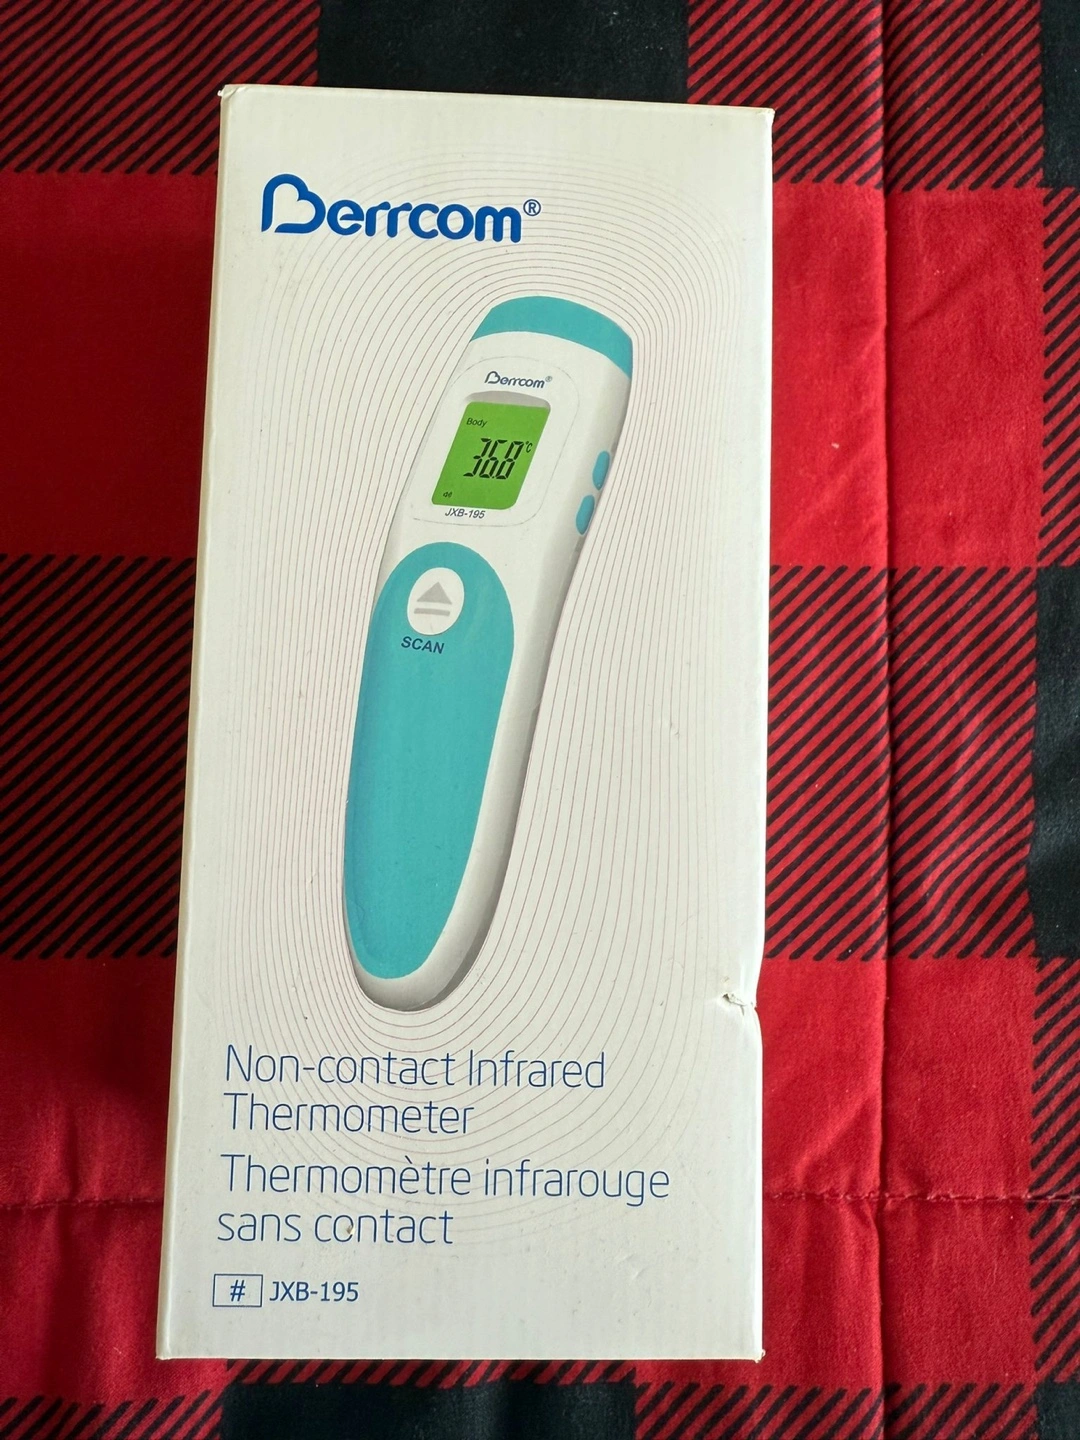 Berrcom®
Berrcom®
Body
36.8 °C
JXB-195
SCAN
Non-contact Infrared
Thermometer
Thermomètre infrarouge
sans contact
# JXB-195